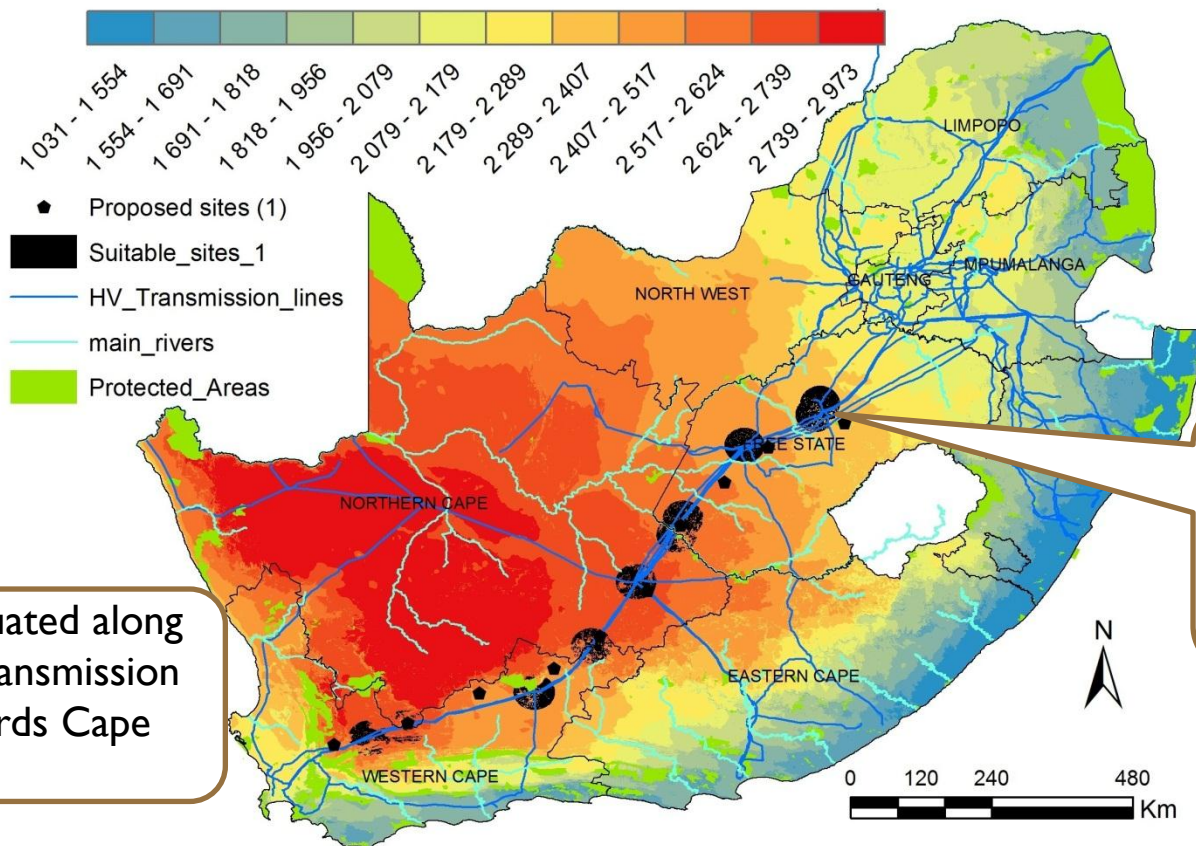 1 031 - 1 554
1 554 - 1 691
1 691 - 1 818
1 818 - 1 956
1 956 - 2 079
2 079 - 2 179
2 179 - 2 289
2 289 - 2 407
2 407 - 2 517
2 517 - 2 624
2 624 - 2 739
2 739 - 2 973
Proposed sites (1)
Suitable_sites_1
HV_Transmission_lines
main_rivers
Protected_Areas
LIMPOPO
NORTH WEST
GAUTENG
MPUMALANGA
FREE STATE
NORTHERN CAPE
EASTERN CAPE
WESTERN CAPE
uated along
ransmission
rds Cape
N
0 120 240 480
Km